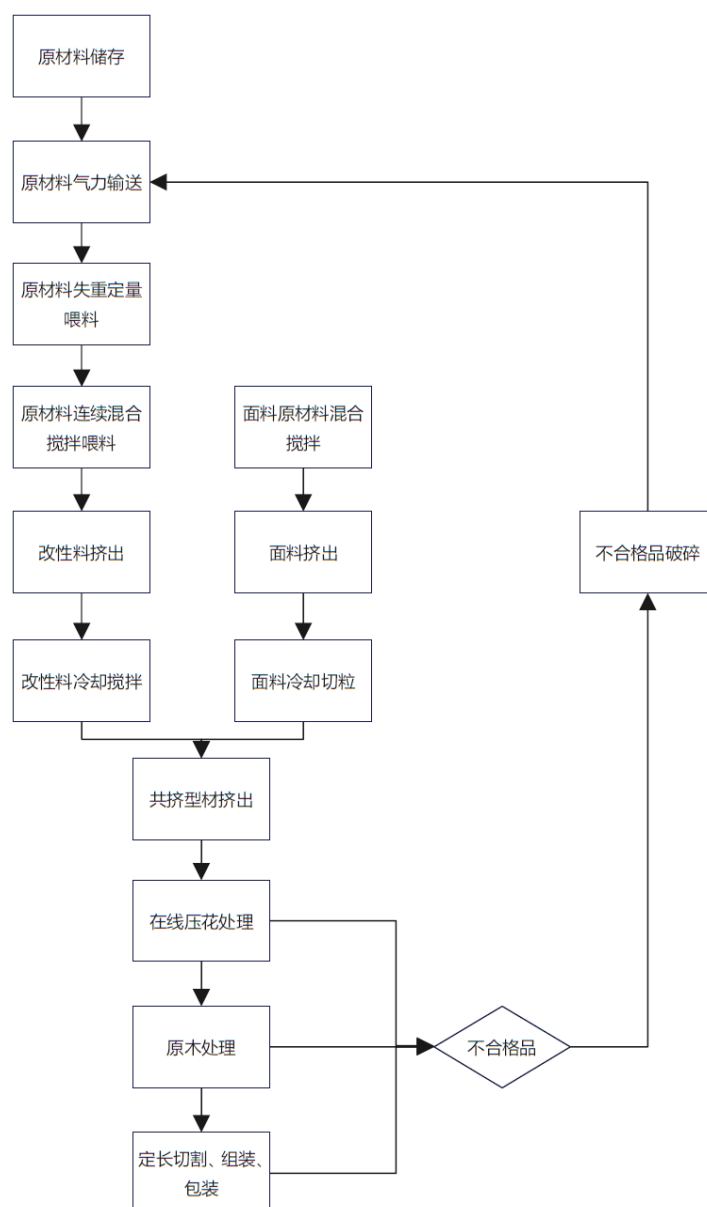 原材料储存
原材料气力输送
原材料失重定量
喂料
原材料连续混合
搅拌喂料
面料原材料混合
搅拌
改性料挤出
面料挤出
不合格品破碎
改性料冷却搅拌
面料冷却切粒
共挤型材挤出
在线压花处理
原木处理
不合格品
定长切割、组装、
包装